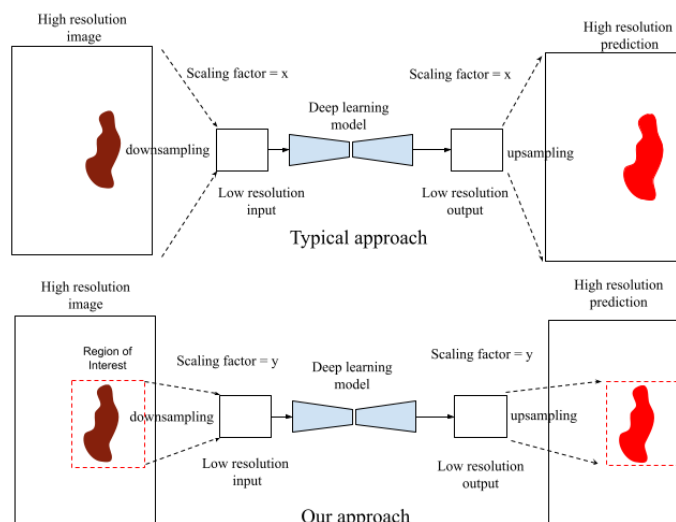 High resolution
image
High resolution
prediction
Scaling factor = x
Scaling factor = x
Deep learning
model
downsampling
upsampling
Low resolution
input
Low resolution
output
Typical approach
High resolution
image
High resolution
prediction
Region of
Interest
Scaling factor = y
Scaling factor = y
Deep learning
model
downsampling
upsampling
Low resolution
input
Low resolution
output
Our approach